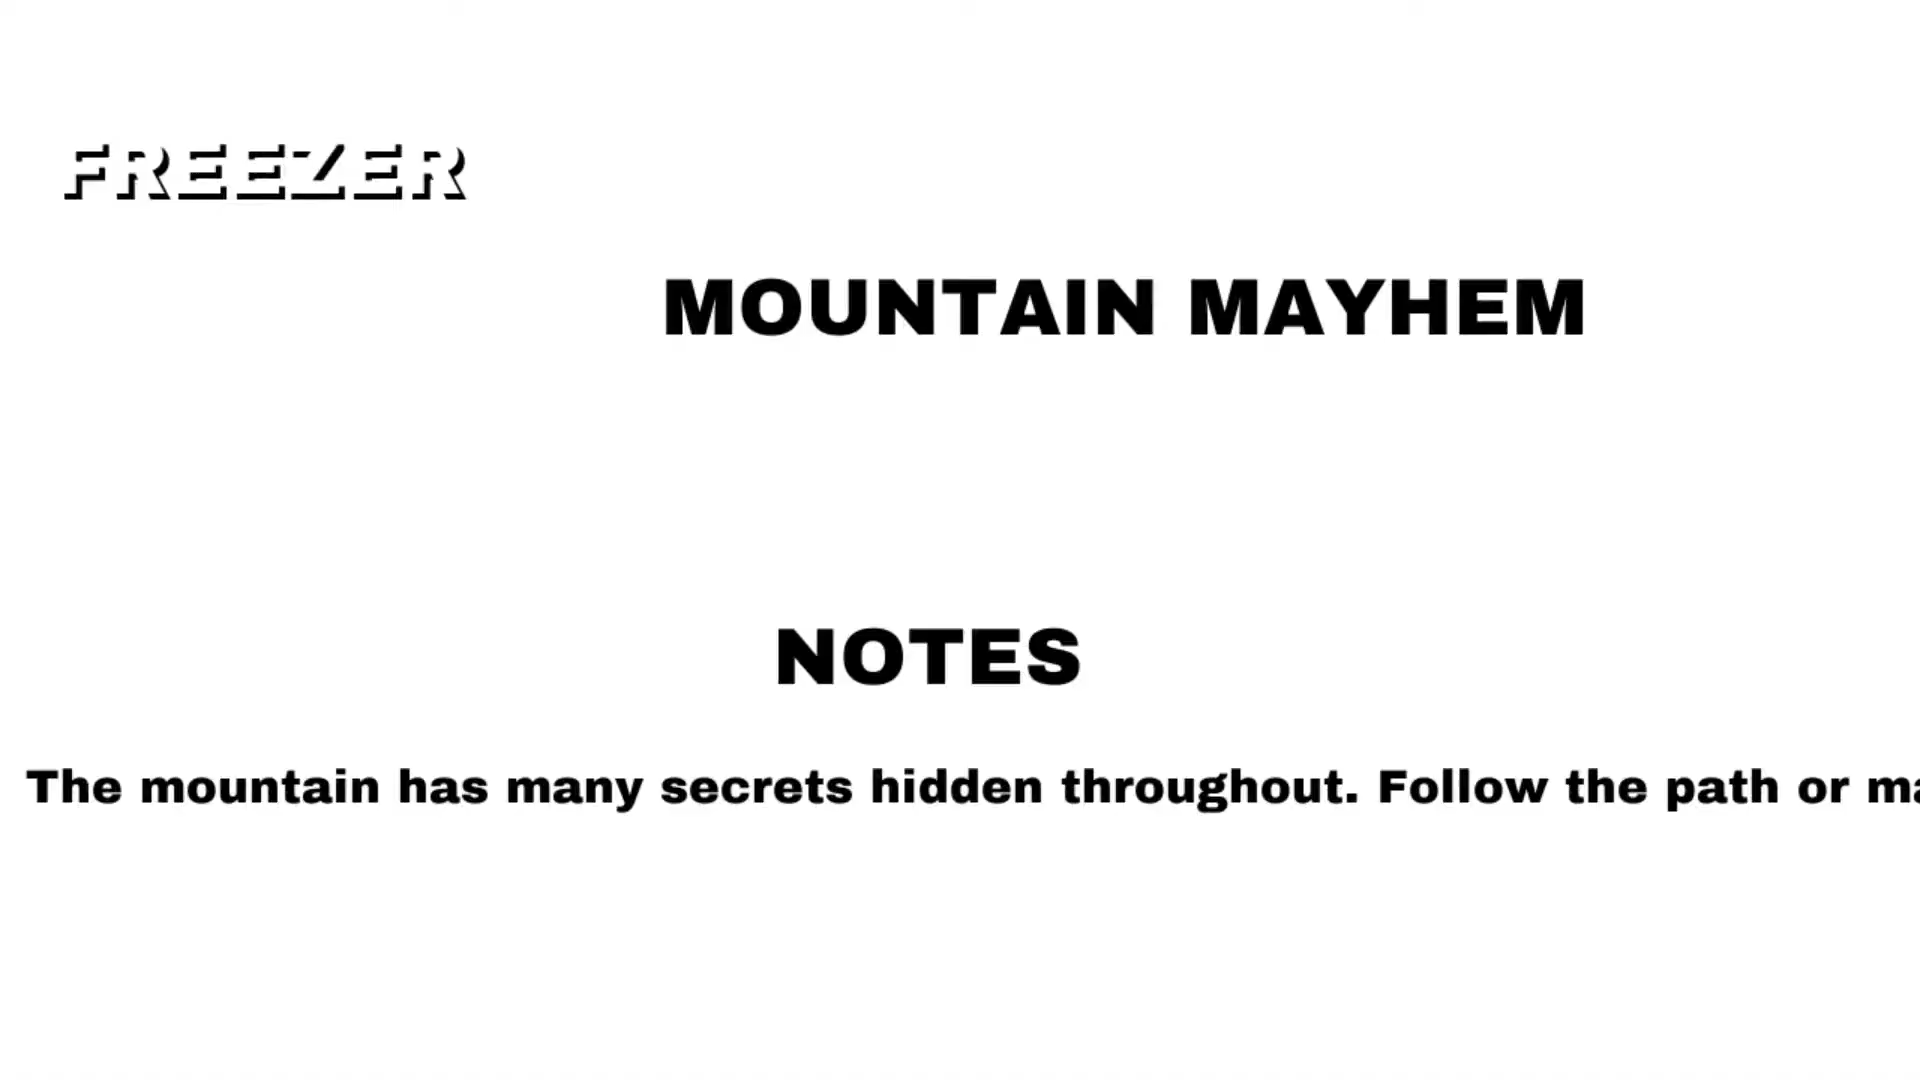 FREEZER
MOUNTAIN MAYHEM
NOTES
The mountain has many secrets hidden throughout. Follow the path or